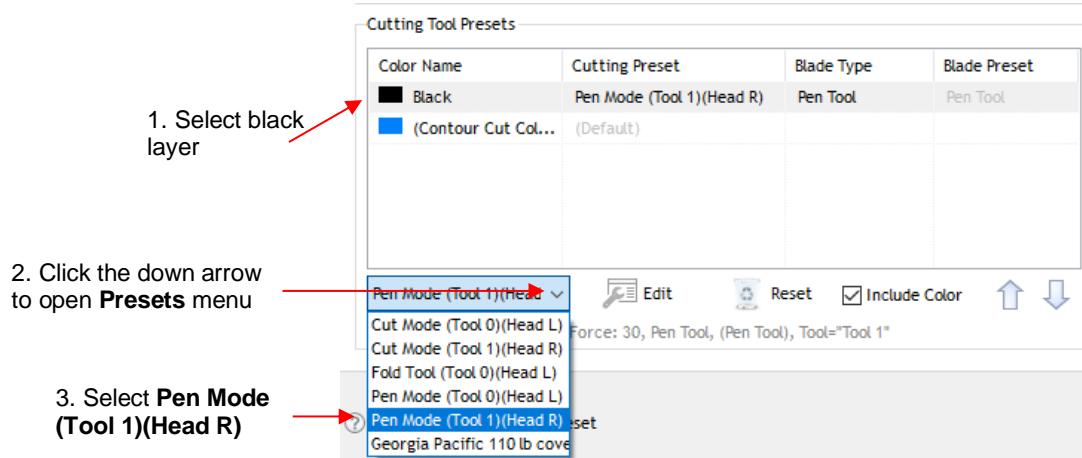 Cutting Tool Presets
Color Name Cutting Preset Blade Type Blade Preset
Black Pen Mode (Tool 1)(Head R) Pen Tool Pen Tool
(Contour Cut Col... (Default)
1. Select black
layer
2. Click the down arrow
to open Presets menu
Pen Mode (Tool 1)(Head Edit Reset Include Color
Force: 30, Pen Tool, (Pen Tool), Tool="Tool 1"
Cut Mode (Tool 0)(Head L)
Cut Mode (Tool 1)(Head R)
Fold Tool (Tool 0)(Head L)
Pen Mode (Tool 0)(Head L)
Pen Mode (Tool 1)(Head R)
Georgia Pacific 110 lb cove
3. Select Pen Mode
(Tool 1)(Head R)